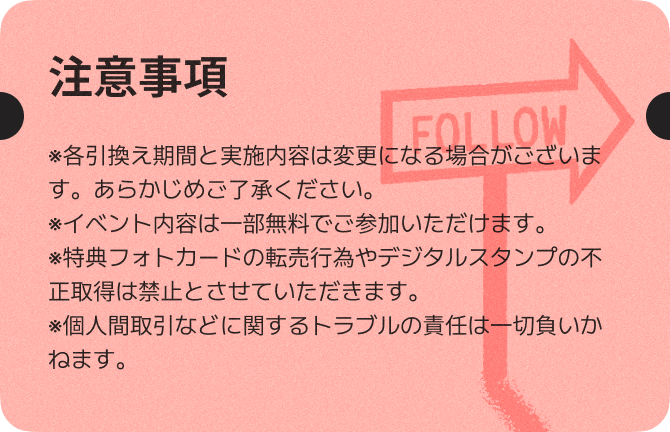 注意事項
FOLLOW
※各引換え期間と実施内容は変更になる場合がございま
す。あらかじめご了承ください。
※イベント内容は一部無料でご参加いただけます。
※特典フォトカードの転売行為やデジタルスタンプの不
正取得は禁止とさせていただきます。
※個人間取引などに関するトラブルの責任は一切負いか
ねます。